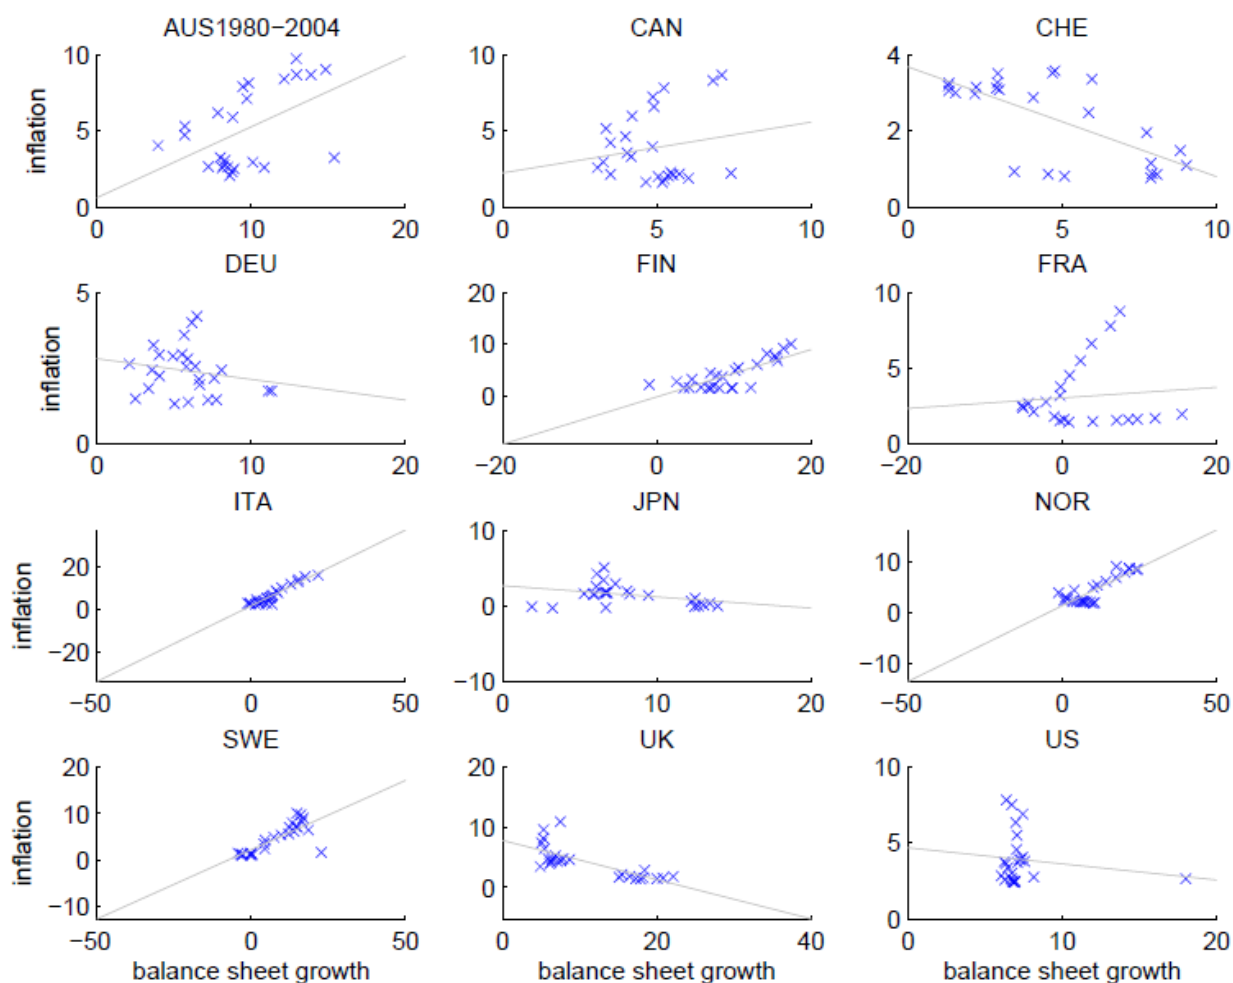 AUS1980−2004 CAN CHE
10 10 4
inflation 5 5 2
0 0 0
0 10 20 0 5 10 0 5 10
DEU FIN FRA
5 20 10
inflation 10 5
0
0 0
0 10 20 −20 0 20 −20 0 20
ITA JPN NOR
10
20 10
inflation 0 0 0
−20 −10
−10
−50 0 50 0 10 20 −50 0 50
SWE UK US
20 20 10
inflation 10 10 5
0 0
−10 0
−50 0 50 0 20 40 0 10 20
balance sheet growth balance sheet growth balance sheet growth